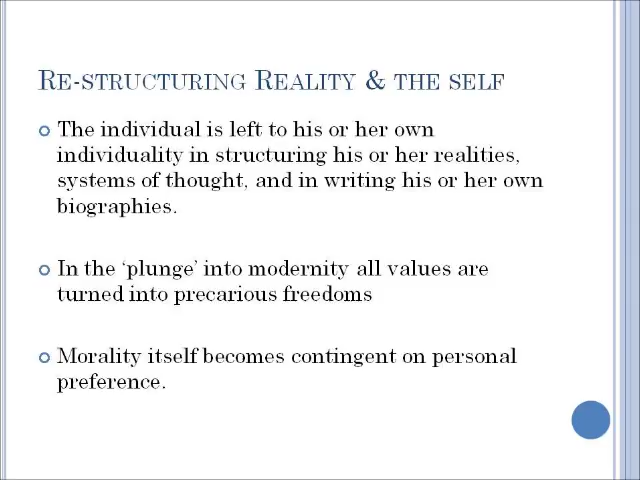 RE-STRUCTURING REALITY & THE SELF
The individual is left to his or her own
individuality in structuring his or her realities,
systems of thought, and in writing his or her own
biographies.
In the ‘plunge’ into modernity all values are
turned into precarious freedoms
Morality itself becomes contingent on personal
preference.